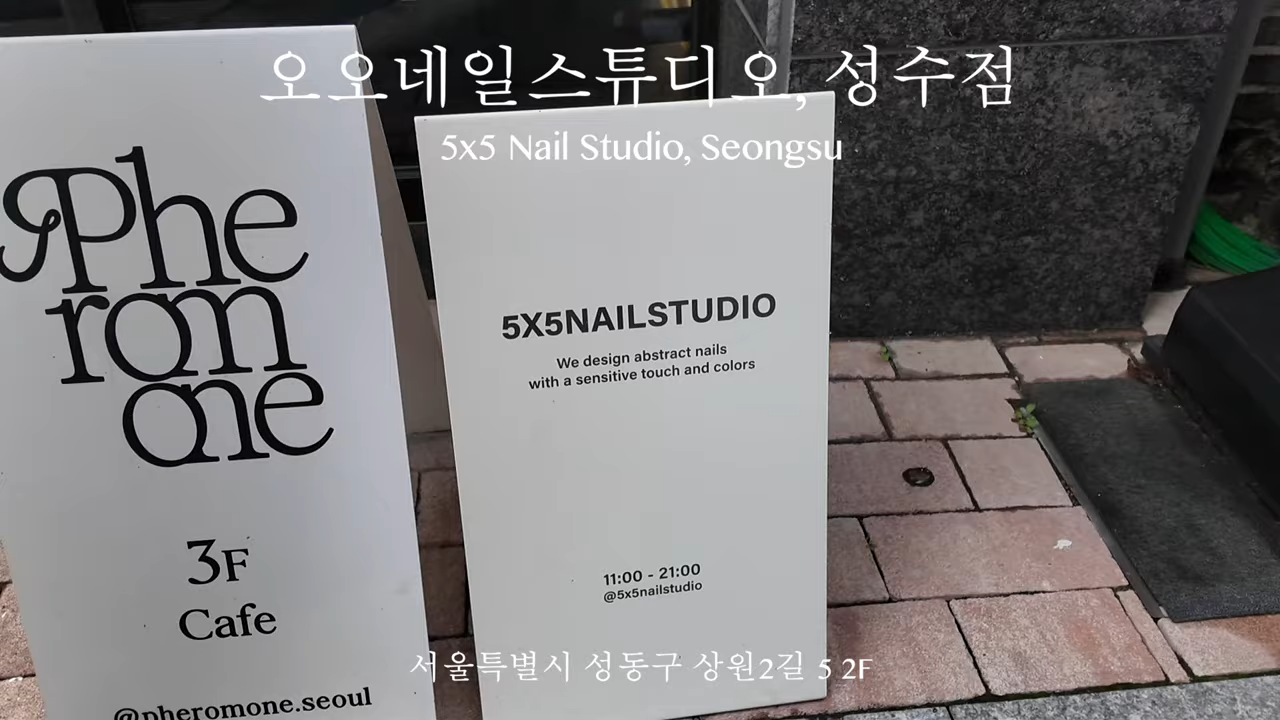 오오네일스튜디오, 성수점
5x5 Nail Studio, Seongsu
Phe
rom
one
3F
Cafe
@pheromone.seoul
5X5NAILSTUDIO
We design abstract nails
with a sensitive touch and colors
11:00 - 21:00
@5x5nailstudio
서울특별시 성동구 상원2길 5 2F